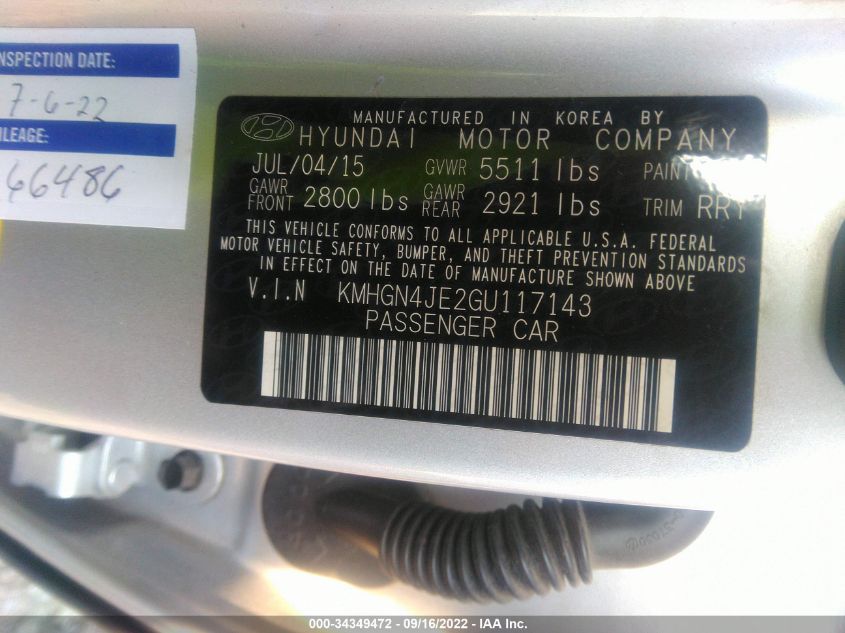 INSPECTION DATE:
7-6-22
MILEAGE:
66486
MANUFACTURED IN KOREA BY
HYUNDAI MOTOR COMPANY
JUL/04/15 GVWR 5511 lbs PAINT
GAWR FRONT 2800 lbs GAWR REAR 2921 lbs TRIM RRY
THIS VEHICLE CONFORMS TO ALL APPLICABLE U.S.A. FEDERAL
MOTOR VEHICLE SAFETY, BUMPER, AND THEFT PREVENTION STANDARDS
IN EFFECT ON THE DATE OF MANUFACTURE SHOWN ABOVE
V.I.N KMHGN4JE2GU117143
PASSENGER CAR
000-34349472 - 09/16/2022 - IAA Inc.